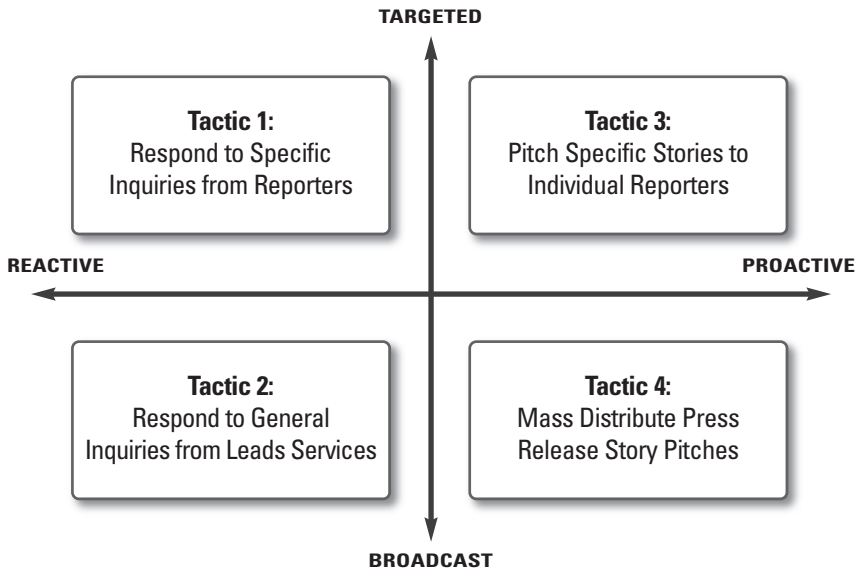 TARGETED
Tactic 1:
Respond to Specific
Inquiries from Reporters
Tactic 3:
Pitch Specific Stories to
Individual Reporters
REACTIVE
PROACTIVE
Tactic 2:
Respond to General
Inquiries from Leads Services
Tactic 4:
Mass Distribute Press
Release Story Pitches
BROADCAST